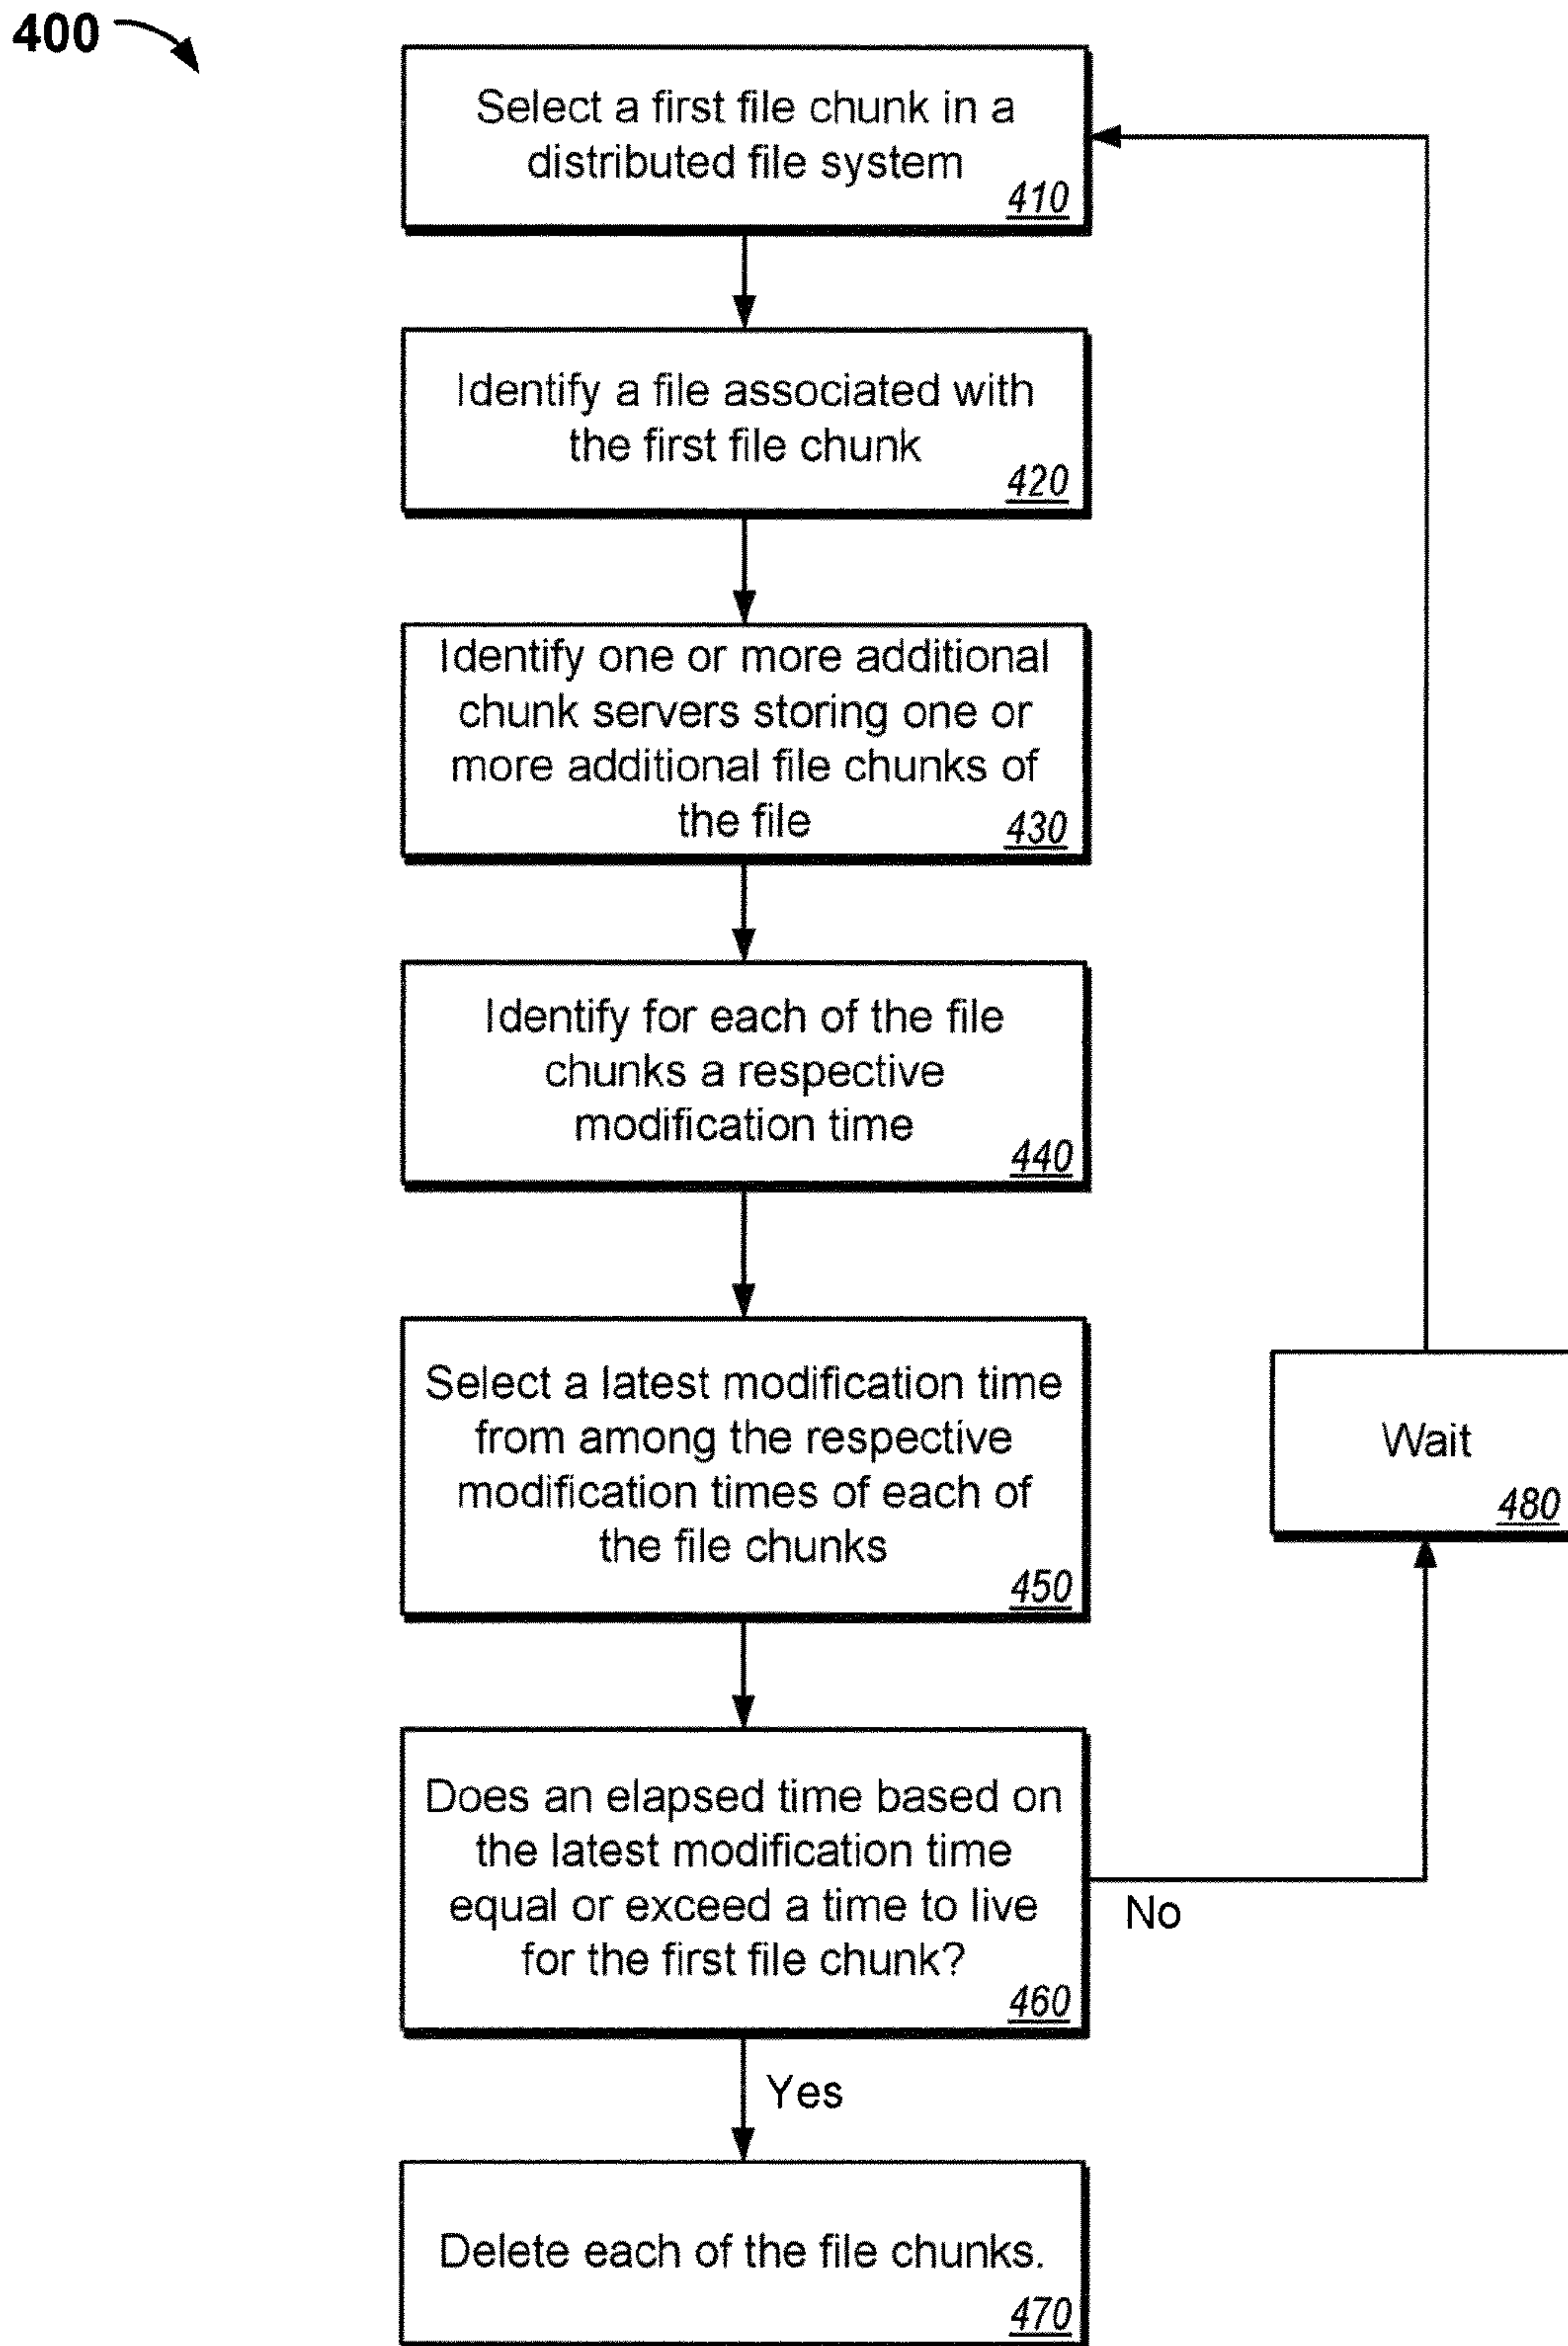 400
Select a first file chunk in a
distributed file system
410
Identify a file associated with
the first file chunk
420
Identify one or more additional
chunk servers storing one or
more additional file chunks of
the file
430
Identify for each of the file
chunks a respective
modification time
440
Select a latest modification time
from among the respective
modification times of each of
the file chunks
450
Wait
480
Does an elapsed time based on
the latest modification time
equal or exceed a time to live
for the first file chunk?
460
No
Yes
Delete each of the file chunks.
470